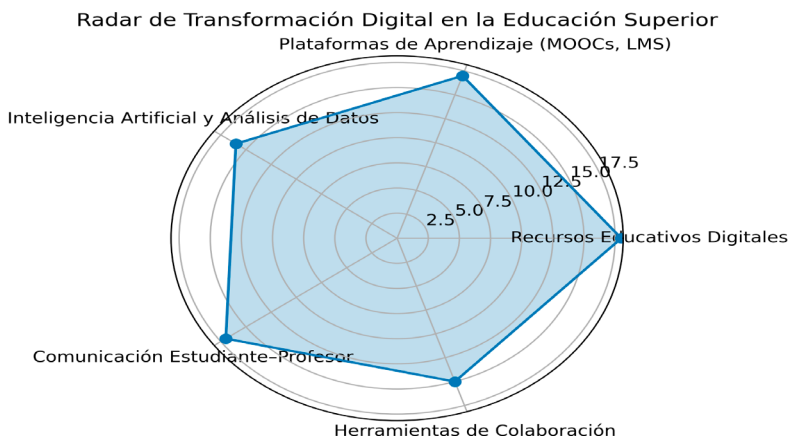 Radar de Transformación Digital en la Educación Superior
Plataformas de Aprendizaje (MOOCs, LMS)
Inteligencia Artificial y Análisis de Datos
17.5
15.0
12.5
10.0
7.5
5.0
2.5
Recursos Educativos Digitales
Comunicación Estudiante–Profesor
Herramientas de Colaboración